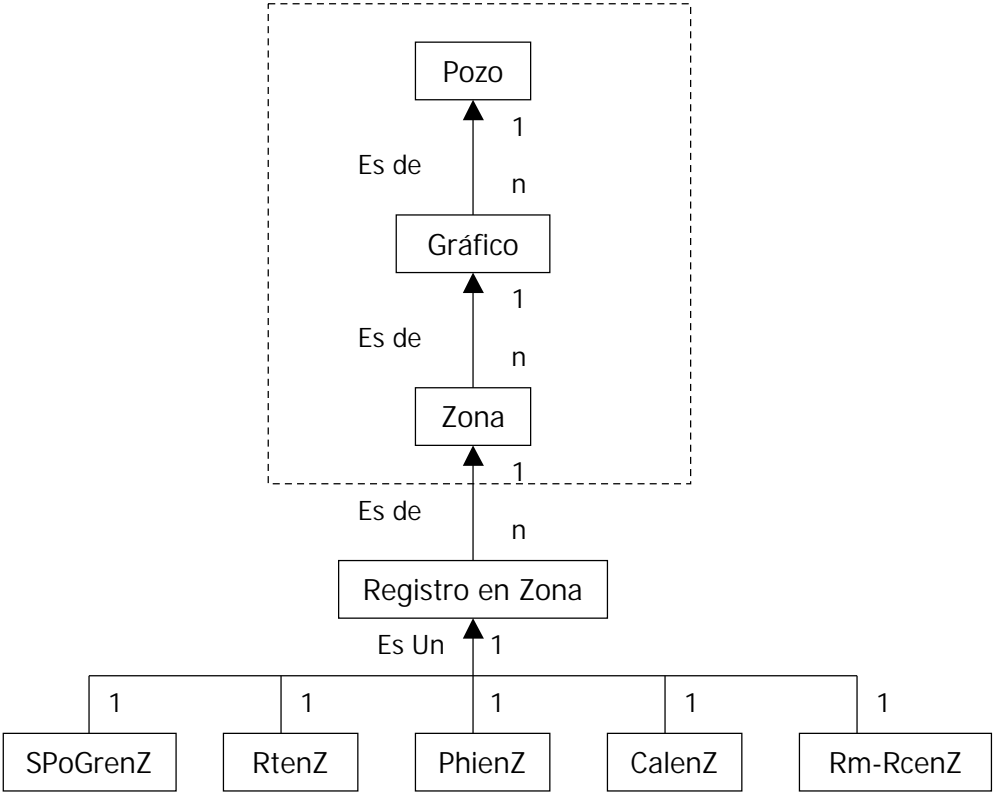 Pozo
1
Es de
n
Gráfico
1
Es de
n
Zona
1
Es de
n
Registro en Zona
Es Un 1
1 1 1 1 1
SPoGrenZ RtenZ PhienZ CalenZ Rm-RcenZ